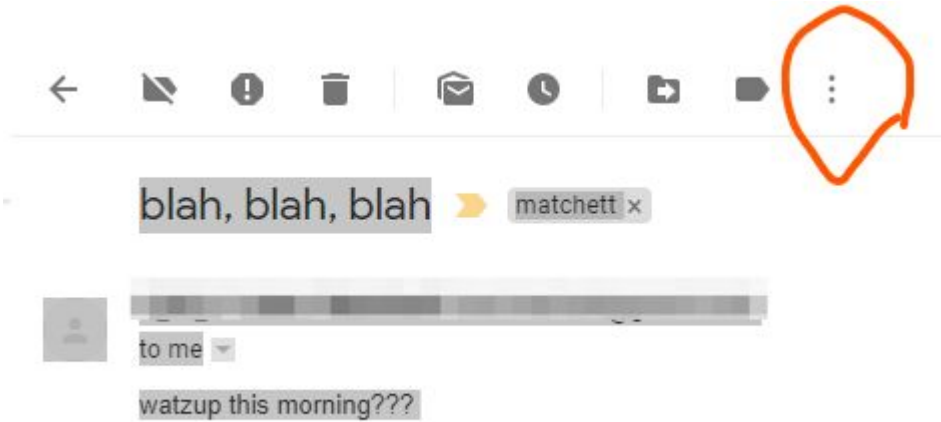 blah, blah, blah matchett x
to me
watzup this morning???